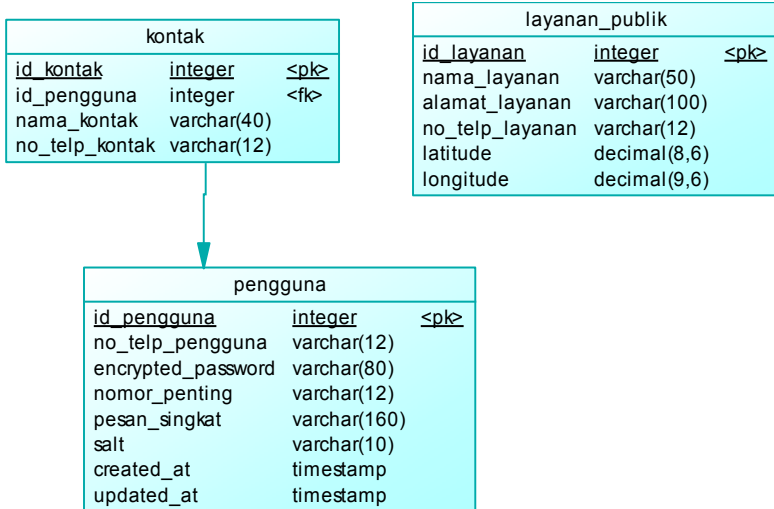 kontak
id_kontak integer <pk>
id_pengguna integer <fk>
nama_kontak varchar(40)
no_telp_kontak varchar(12)
layanan_publik
id_layanan integer <pk>
nama_layanan varchar(50)
alamat_layanan varchar(100)
no_telp_layanan varchar(12)
latitude decimal(8,6)
longitude decimal(9,6)
pengguna
id_pengguna integer <pk>
no_telp_pengguna varchar(12)
encrypted_password varchar(80)
nomor_penting varchar(12)
pesan_singkat varchar(160)
salt varchar(10)
created_at timestamp
updated_at timestamp